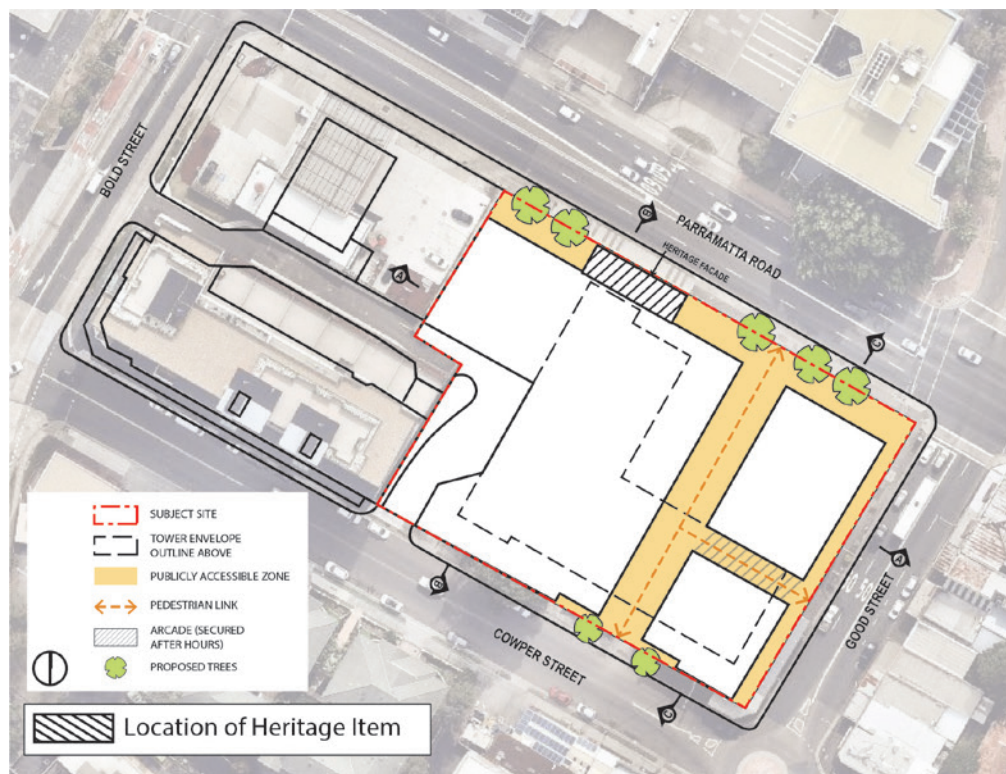 BOLD STREET
PARRAMATTA ROAD
HERITAGE FACADE
B
A
C
A
B
C
GOOD STREET
COWPER STREET
SUBJECT SITE
TOWER ENVELOPE
OUTLINE ABOVE
PUBLICLY ACCESSIBLE ZONE
PEDESTRIAN LINK
ARCADE (SECURED
AFTER HOURS)
PROPOSED TREES
Location of Heritage Item